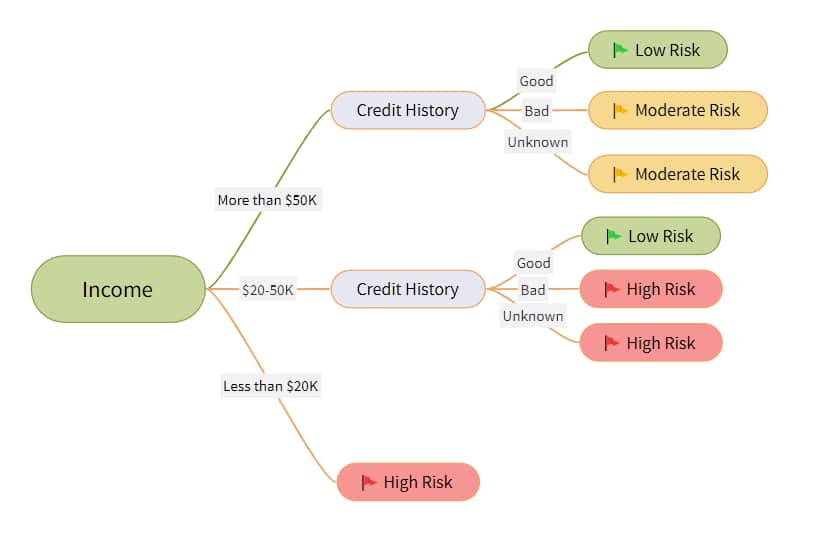 Income
More than $50K
Credit History
Good
Low Risk
Bad
Moderate Risk
Unknown
Moderate Risk
$20-50K
Credit History
Good
Low Risk
Bad
High Risk
Unknown
High Risk
Less than $20K
High Risk